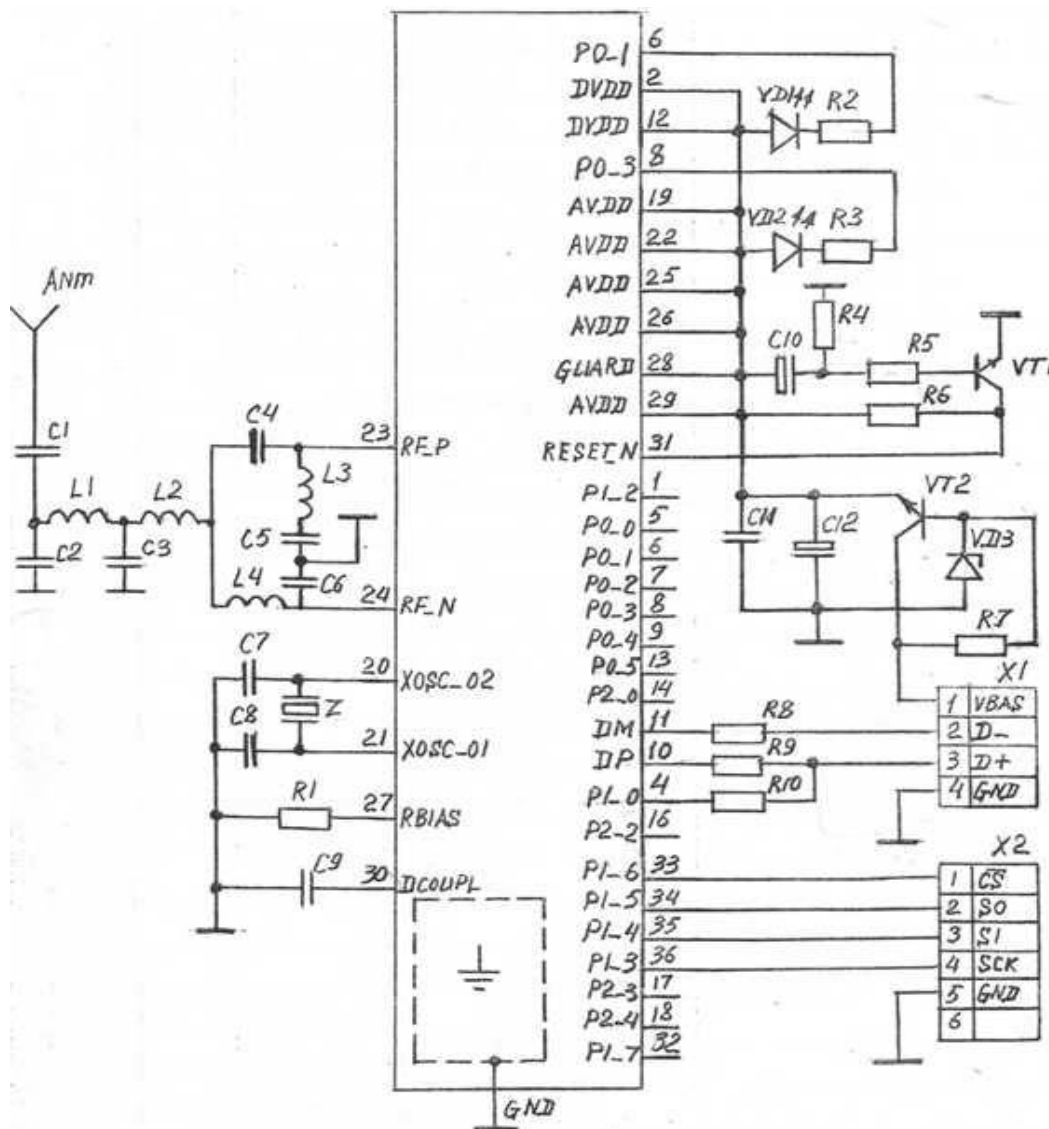 P0_1 6
DVDD 2
DVDD 12
VD1 R2
P0_3 8
AVDD 19
AVDD 22
VD2 R3
AVDD 25
AVDD 26
R4
C10
GUARD 28
R5
VT1
AVDD 29
R6
RESET_N 31
ANm
C1
L1
L2
C2
C3
C4
23 RF_P
L3
C5
C6
L4
24 RF_N
C7
20 XOSC_02
Z
C8
21 XOSC_01
R1
27 RBIAS
C9
30 DCOUPL
P1_2 1
P0_0 5
P0_1 6
P0_2 7
P0_3 8
P0_4 9
P0_5 13
P2_0 14
DM 11
R8
DP 10
R9
P1_0 4
R10
P2_2 16
C11
C12
VT2
VD3
R7
X1
1 VBAS
2 D-
3 D+
4 GND
P1_6 33
P1_5 34
P1_4 35
P1_3 36
P2_3 17
P2_4 18
P1_7 32
X2
1 CS
2 SO
3 SI
4 SCK
5 GND
6
GND